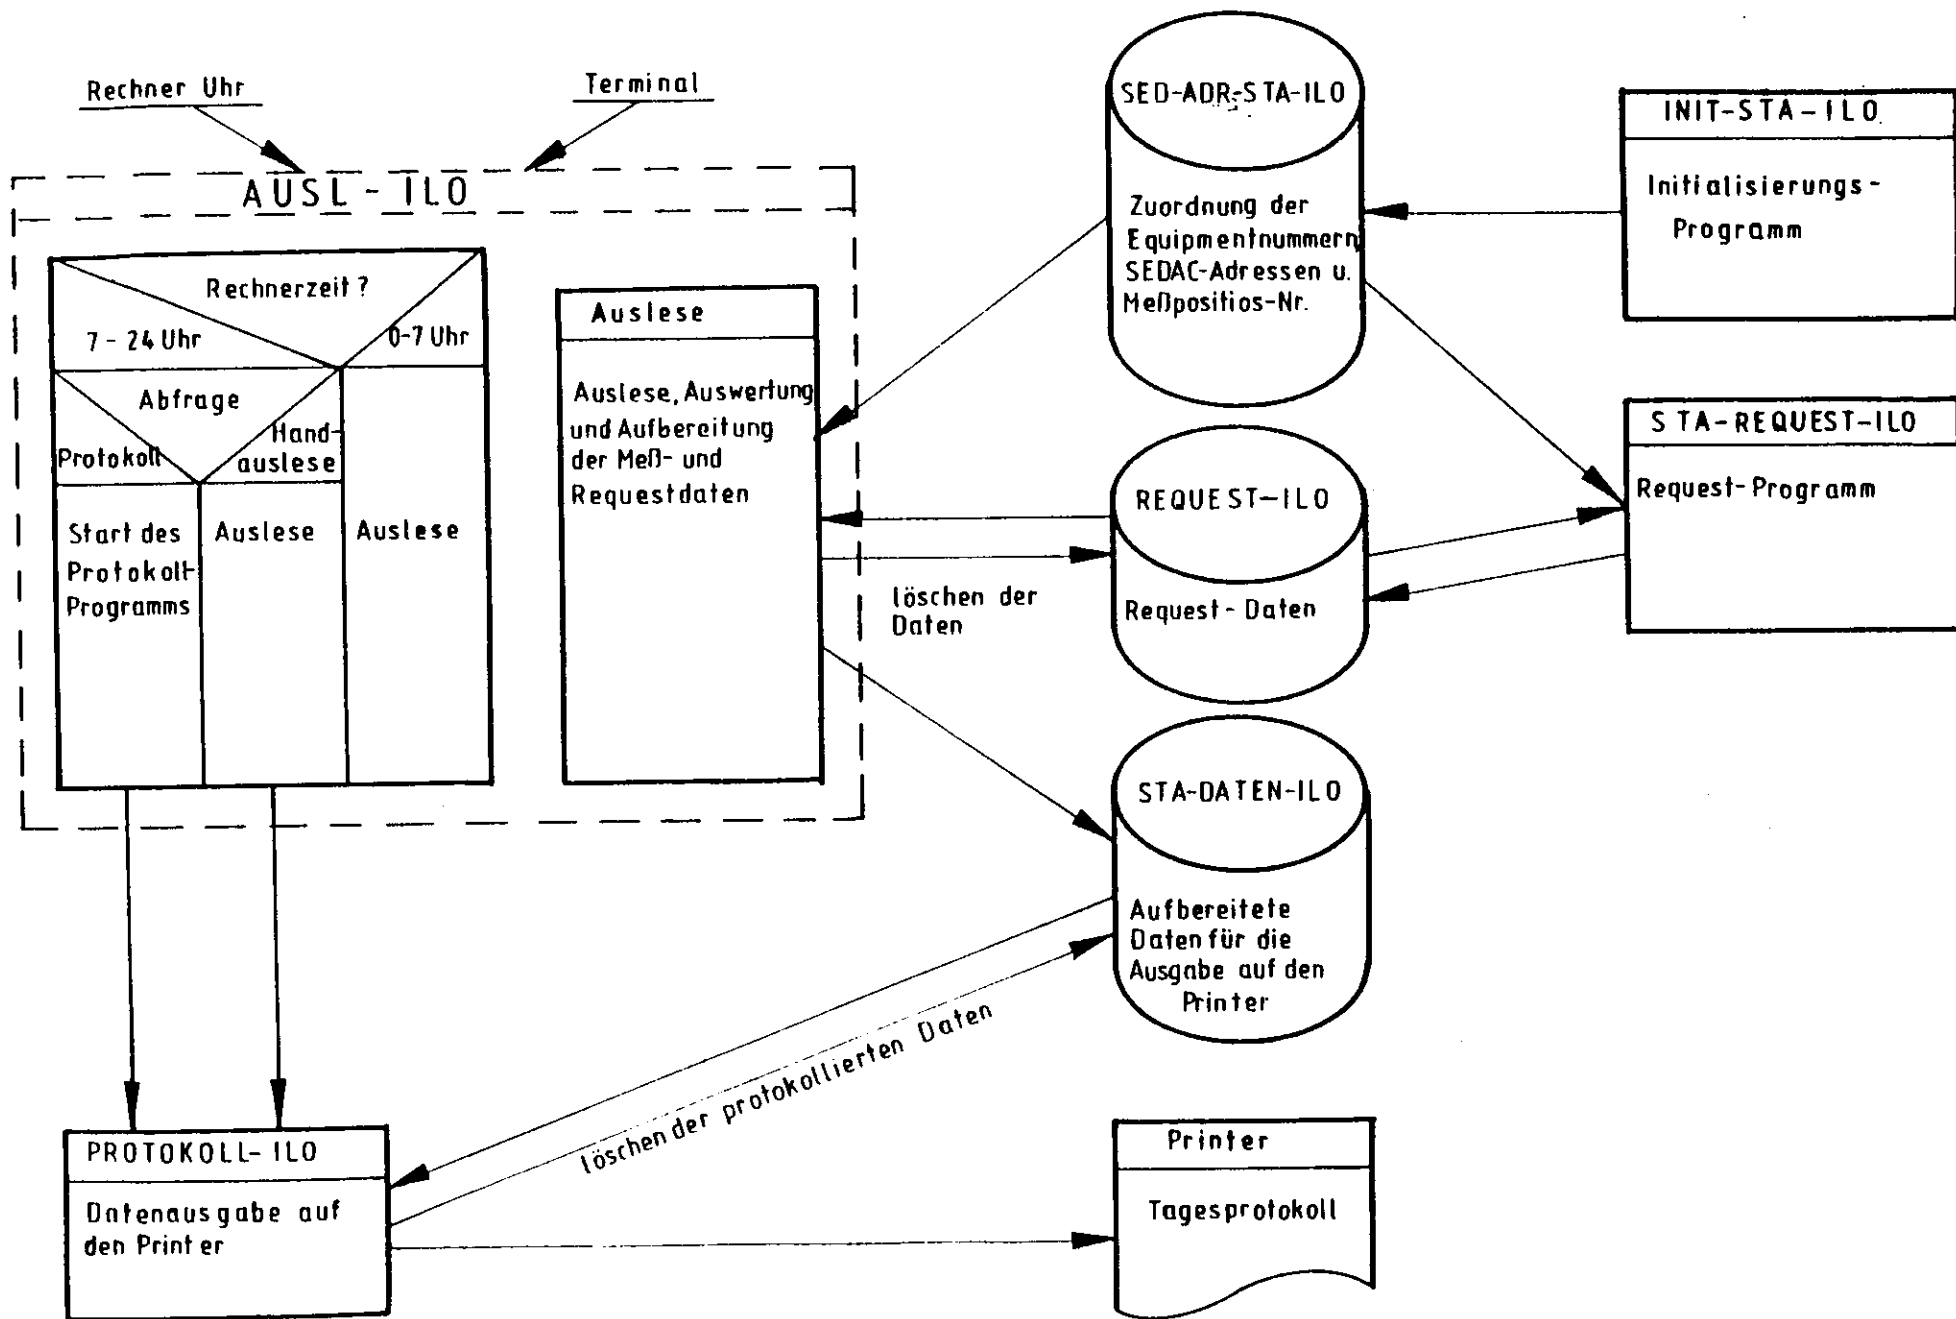 Rechner Uhr
Terminal
AUSL - ILO
Rechnerzeit?
7 - 24 Uhr
0-7 Uhr
Abfrage
Protokoll
Hand-
auslese
Start des
Protokoll-
Programms
Auslese
Auslese
Auslese
Auslese, Auswertung
und Aufbereitung
der Meß- und
Requestdaten
SED-ADR-STA-ILO
Zuordnung der
Equipmentnummern
SEDAC-Adressen u.
Meßpositios-Nr.
INIT-STA-ILO
Initialisierungs-
Programm
REQUEST-ILO
Request-Daten
löschen der
Daten
STA-REQUEST-ILO
Request-Programm
STA-DATEN-ILO
Aufbereitete
Daten für die
Ausgabe auf den
Printer
löschen der protokollierten Daten
PROTOKOLL-ILO
Datenausgabe auf
den Printer
Printer
Tagesprotokoll